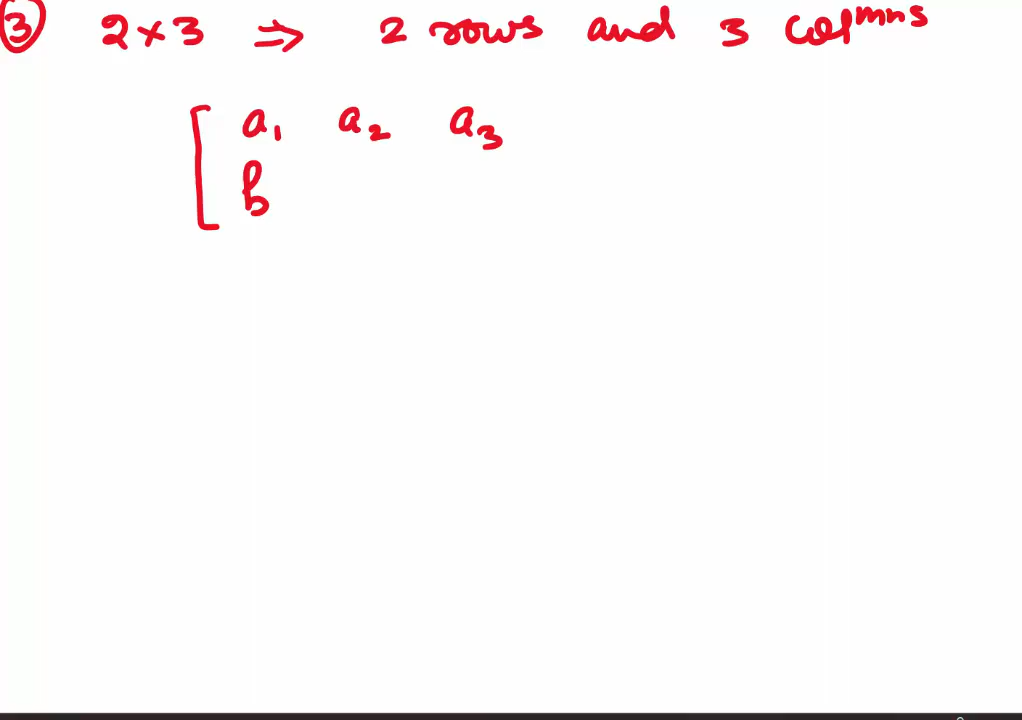 ③ 2 × 3 ⇒ 2 rows and 3 columns
[ a₁ a₂ a₃
b